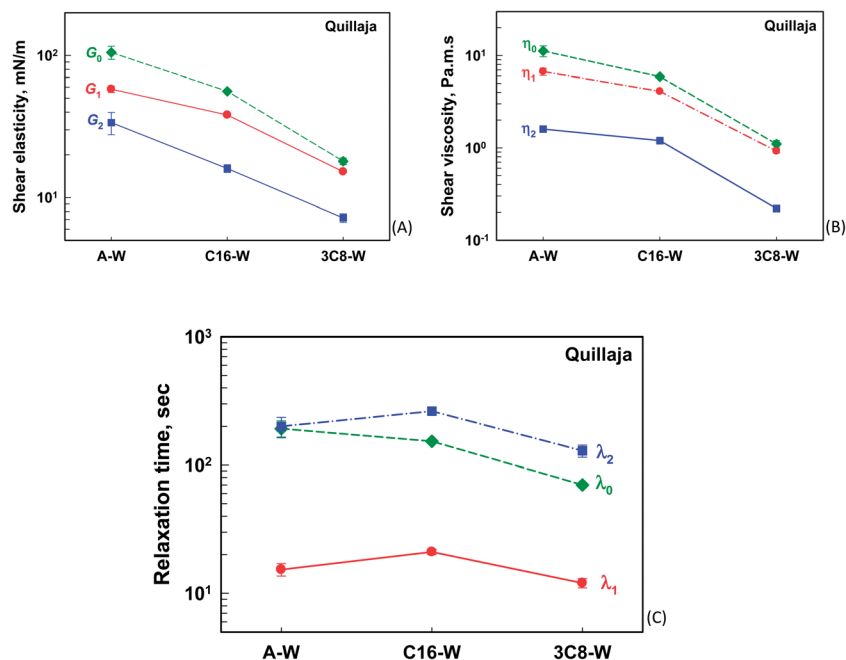 Quillaja
Shear elasticity, mN/m
10²
10¹
G₀
G₁
G₂
A-W C16-W 3C8-W
(A)
Quillaja
Shear viscosity, Pa.m.s
10¹
10⁰
10⁻¹
η₀
η₁
η₂
A-W C16-W 3C8-W
(B)
Quillaja
Relaxation time, sec
10³
10²
10¹
λ₂
λ₀
λ₁
A-W C16-W 3C8-W
(C)